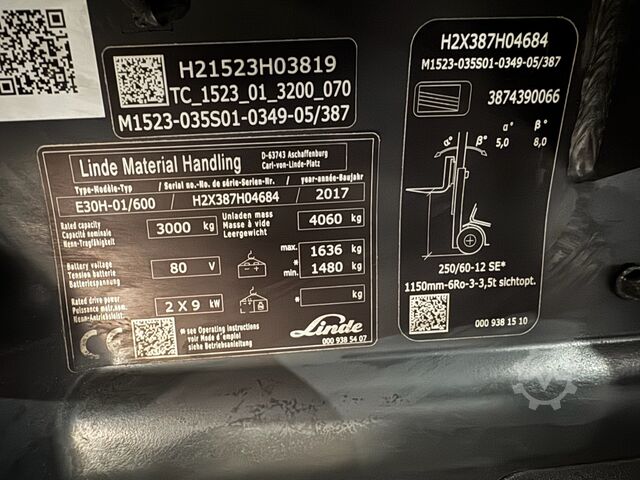 H21523H03819
TC_1523_01_3200_070
M1523-035S01-0349-05/387
Linde Material Handling
D-63743 Aschaffenburg
Carl-von-Linde-Platz
Type-Modèle-Typ / Serial no.-No. de série-Serien-Nr. / year-année-Baujahr
E30H-01/600 / H2X387H04684 / 2017
Rated capacity
Capacité nominale
Nenn-Tragfähigkeit
3000 kg
Unladen mass
Masse à vide
Leergewicht
4060 kg
Battery voltage
Tension batterie
Batteriespannung
80 V
max. 1636 kg
* min. 1480 kg
Rated drive power
Puissance motr.nom.
Nenn-Antriebsleist.
2 X 9 kW
* kg
CE
* see Operating instructions
voir Mode d'emploi
siehe Betriebsanleitung
Linde
000 938 54 07
H2X387H04684
M1523-035S01-0349-05/387
3874390066
α° β°
5,0 8,0
α° β°
250/60-12 SE*
1150mm-6Ro-3-3,5t sichtopt.
000 938 15 10